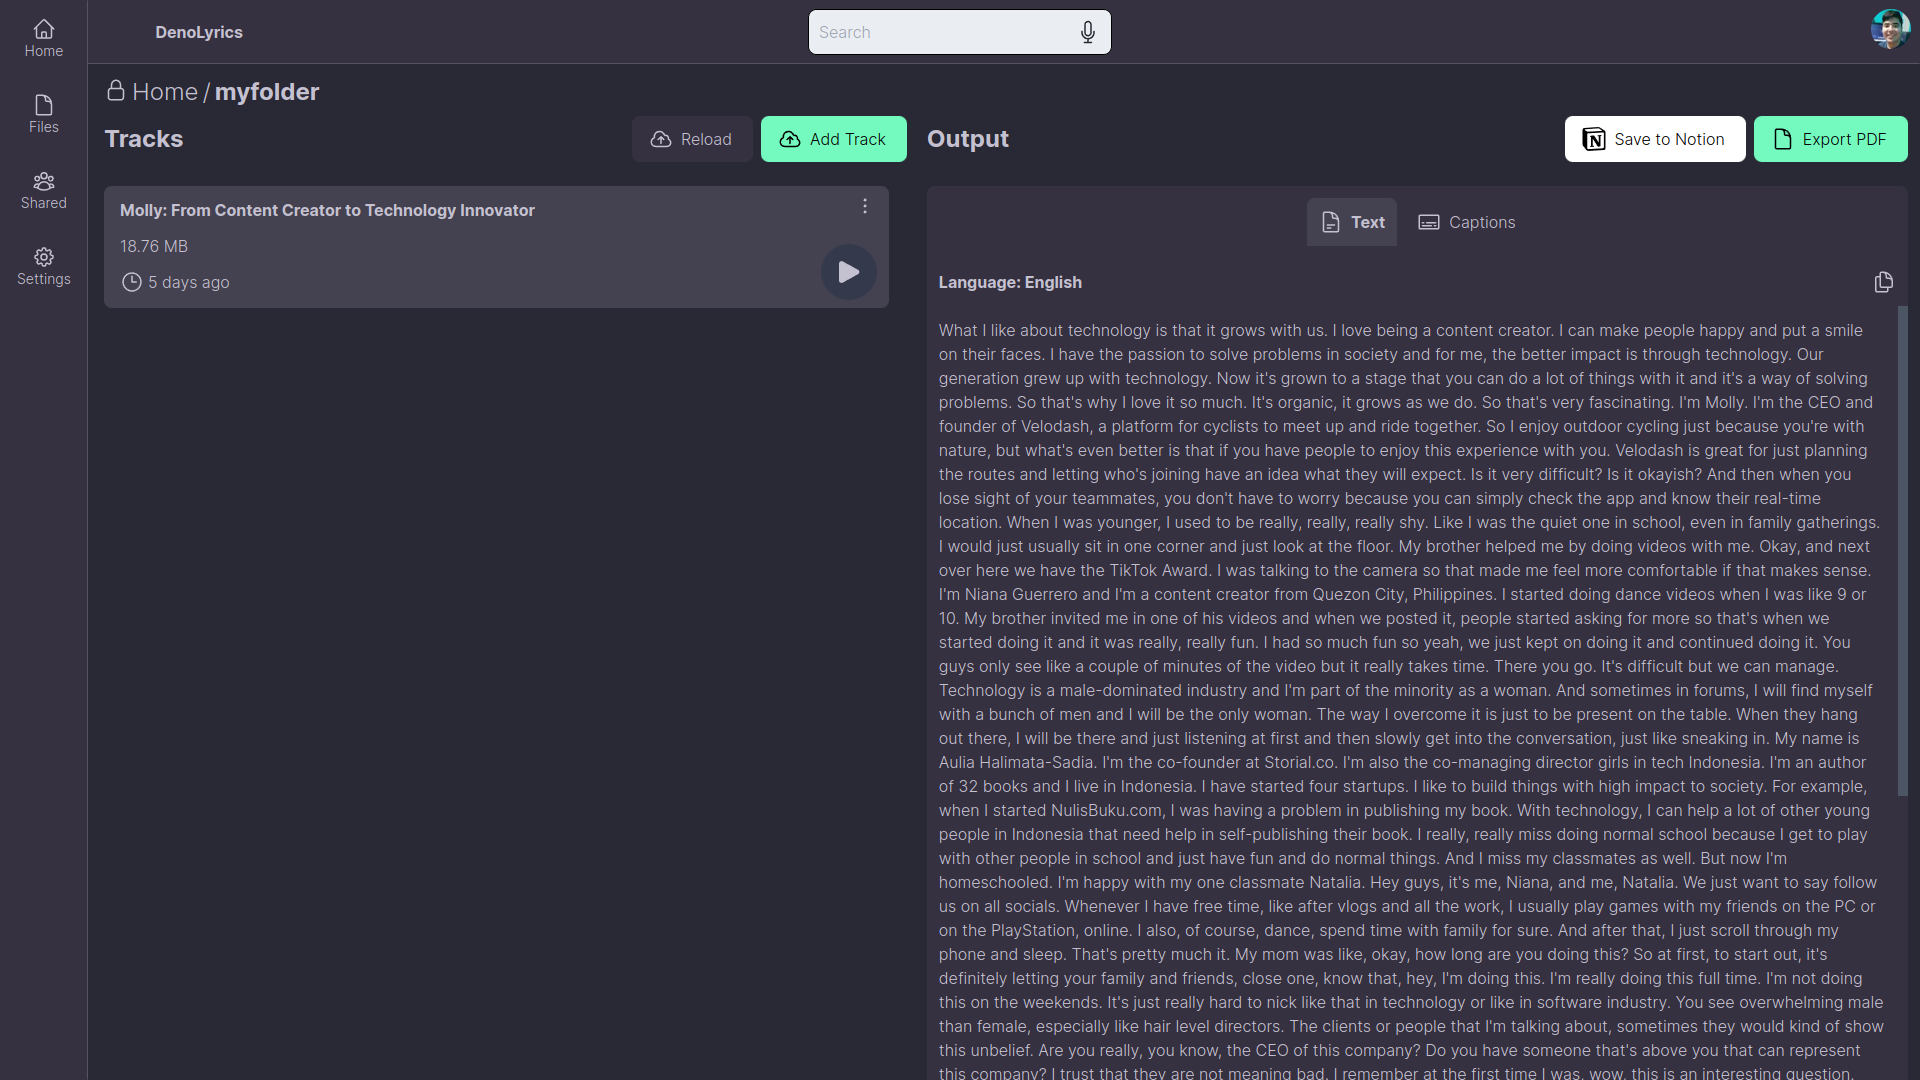 Home
Files
Shared
Settings
DenoLyrics
Search
Home / myfolder
Tracks
Reload
Add Track
Molly: From Content Creator to Technology Innovator
18.76 MB
5 days ago
Output
Save to Notion
Export PDF
Text
Captions
Language: English
What I like about technology is that it grows with us. I love being a content creator. I can make people happy and put a smile
on their faces. I have the passion to solve problems in society and for me, the better impact is through technology. Our
generation grew up with technology. Now it's grown to a stage that you can do a lot of things with it and it's a way of solving
problems. So that's why I love it so much. It's organic, it grows as we do. So that's very fascinating. I'm Molly. I'm the CEO and
founder of Velodash, a platform for cyclists to meet up and ride together. So I enjoy outdoor cycling just because you're with
nature, but what's even better is that if you have people to enjoy this experience with you. Velodash is great for just planning
the routes and letting who's joining have an idea what they will expect. Is it very difficult? Is it okayish? And then when you
lose sight of your teammates, you don't have to worry because you can simply check the app and know their real-time
location. When I was younger, I used to be really, really, really shy. Like I was the quiet one in school, even in family gatherings.
I would just usually sit in one corner and just look at the floor. My brother helped me by doing videos with me. Okay, and next
over here we have the TikTok Award. I was talking to the camera so that made me feel more comfortable if that makes sense.
I'm Niana Guerrero and I'm a content creator from Quezon City, Philippines. I started doing dance videos when I was like 9 or
10. My brother invited me in one of his videos and when we posted it, people started asking for more so that's when we
started doing it and it was really, really fun. I had so much fun so yeah, we just kept on doing it and continued doing it. You
guys only see like a couple of minutes of the video but it really takes time. There you go. It's difficult but we can manage.
Technology is a male-dominated industry and I'm part of the minority as a woman. And sometimes in forums, I will find myself
with a bunch of men and I will be the only woman. The way I overcome it is just to be present on the table. When they hang
out there, I will be there and just listening at first and then slowly get into the conversation, just like sneaking in. My name is
Aulia Halimata-Sadia. I'm the co-founder at Storial.co. I'm also the co-managing director girls in tech Indonesia. I'm an author
of 32 books and I live in Indonesia. I have started four startups. I like to build things with high impact to society. For example,
when I started NulisBuku.com, I was having a problem in publishing my book. With technology, I can help a lot of other young
people in Indonesia that need help in self-publishing their book. I really, really miss doing normal school because I get to play
with other people in school and just have fun and do normal things. And I miss my classmates as well. But now I'm
homeschooled. I'm happy with my one classmate Natalia. Hey guys, it's me, Niana, and me, Natalia. We just want to say follow
us on all socials. Whenever I have free time, like after vlogs and all the work, I usually play games with my friends on the PC or
on the PlayStation, online. I also, of course, dance, spend time with family for sure. And after that, I just scroll through my
phone and sleep. That's pretty much it. My mom was like, okay, how long are you doing this? So at first, to start out, it's
definitely letting your family and friends, close one, know that, hey, I'm doing this. I'm really doing this full time. I'm not doing
this on the weekends. It's just really hard to nick like that in technology or like in software industry. You see overwhelming male
than female, especially like hair level directors. The clients or people that I'm talking about, sometimes they would kind of show
this unbelief. Are you really, you know, the CEO of this company? Do you have someone that's above you that can represent
this company? I trust that they are not meaning bad. I remember at the first time I was, wow, this is an interesting question.